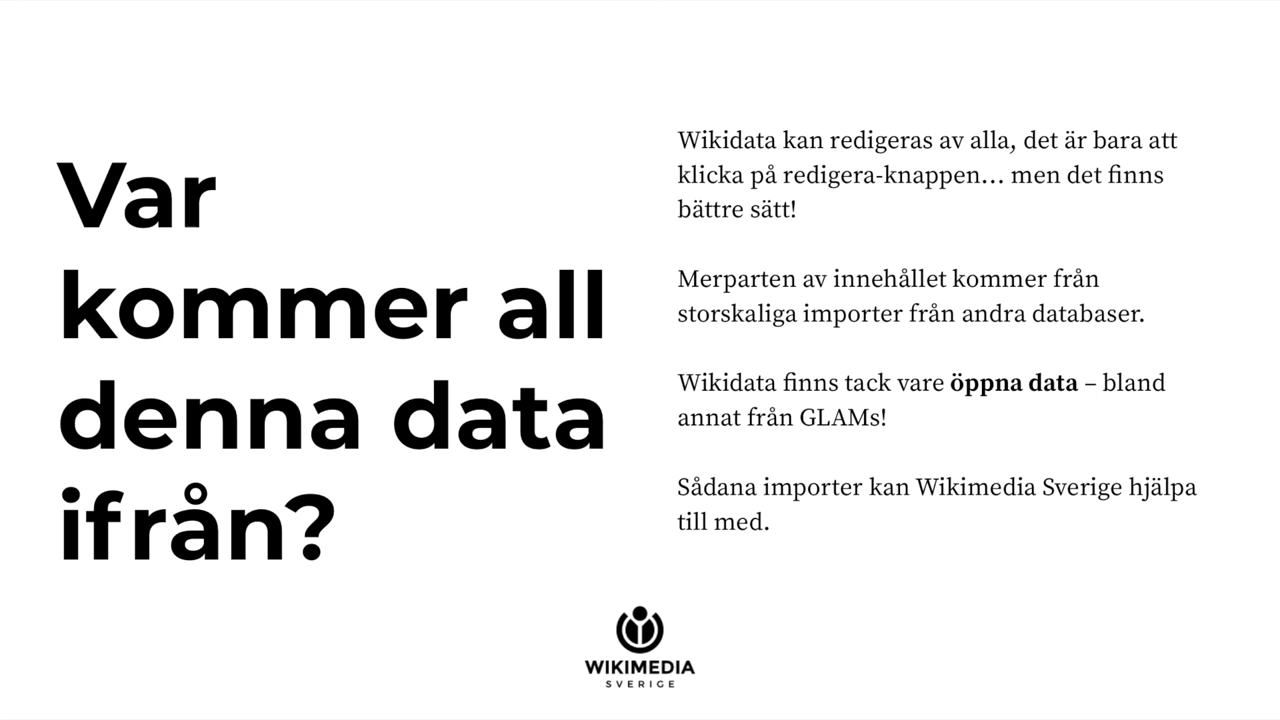 Var
kommer all
denna data
ifrån?
Wikidata kan redigeras av alla, det är bara att
klicka på redigera-knappen… men det finns
bättre sätt!
Merparten av innehållet kommer från
storskaliga importer från andra databaser.
Wikidata finns tack vare öppna data – bland
annat från GLAMs!
Sådana importer kan Wikimedia Sverige hjälpa
till med.
WIKIMEDIA
SVERIGE